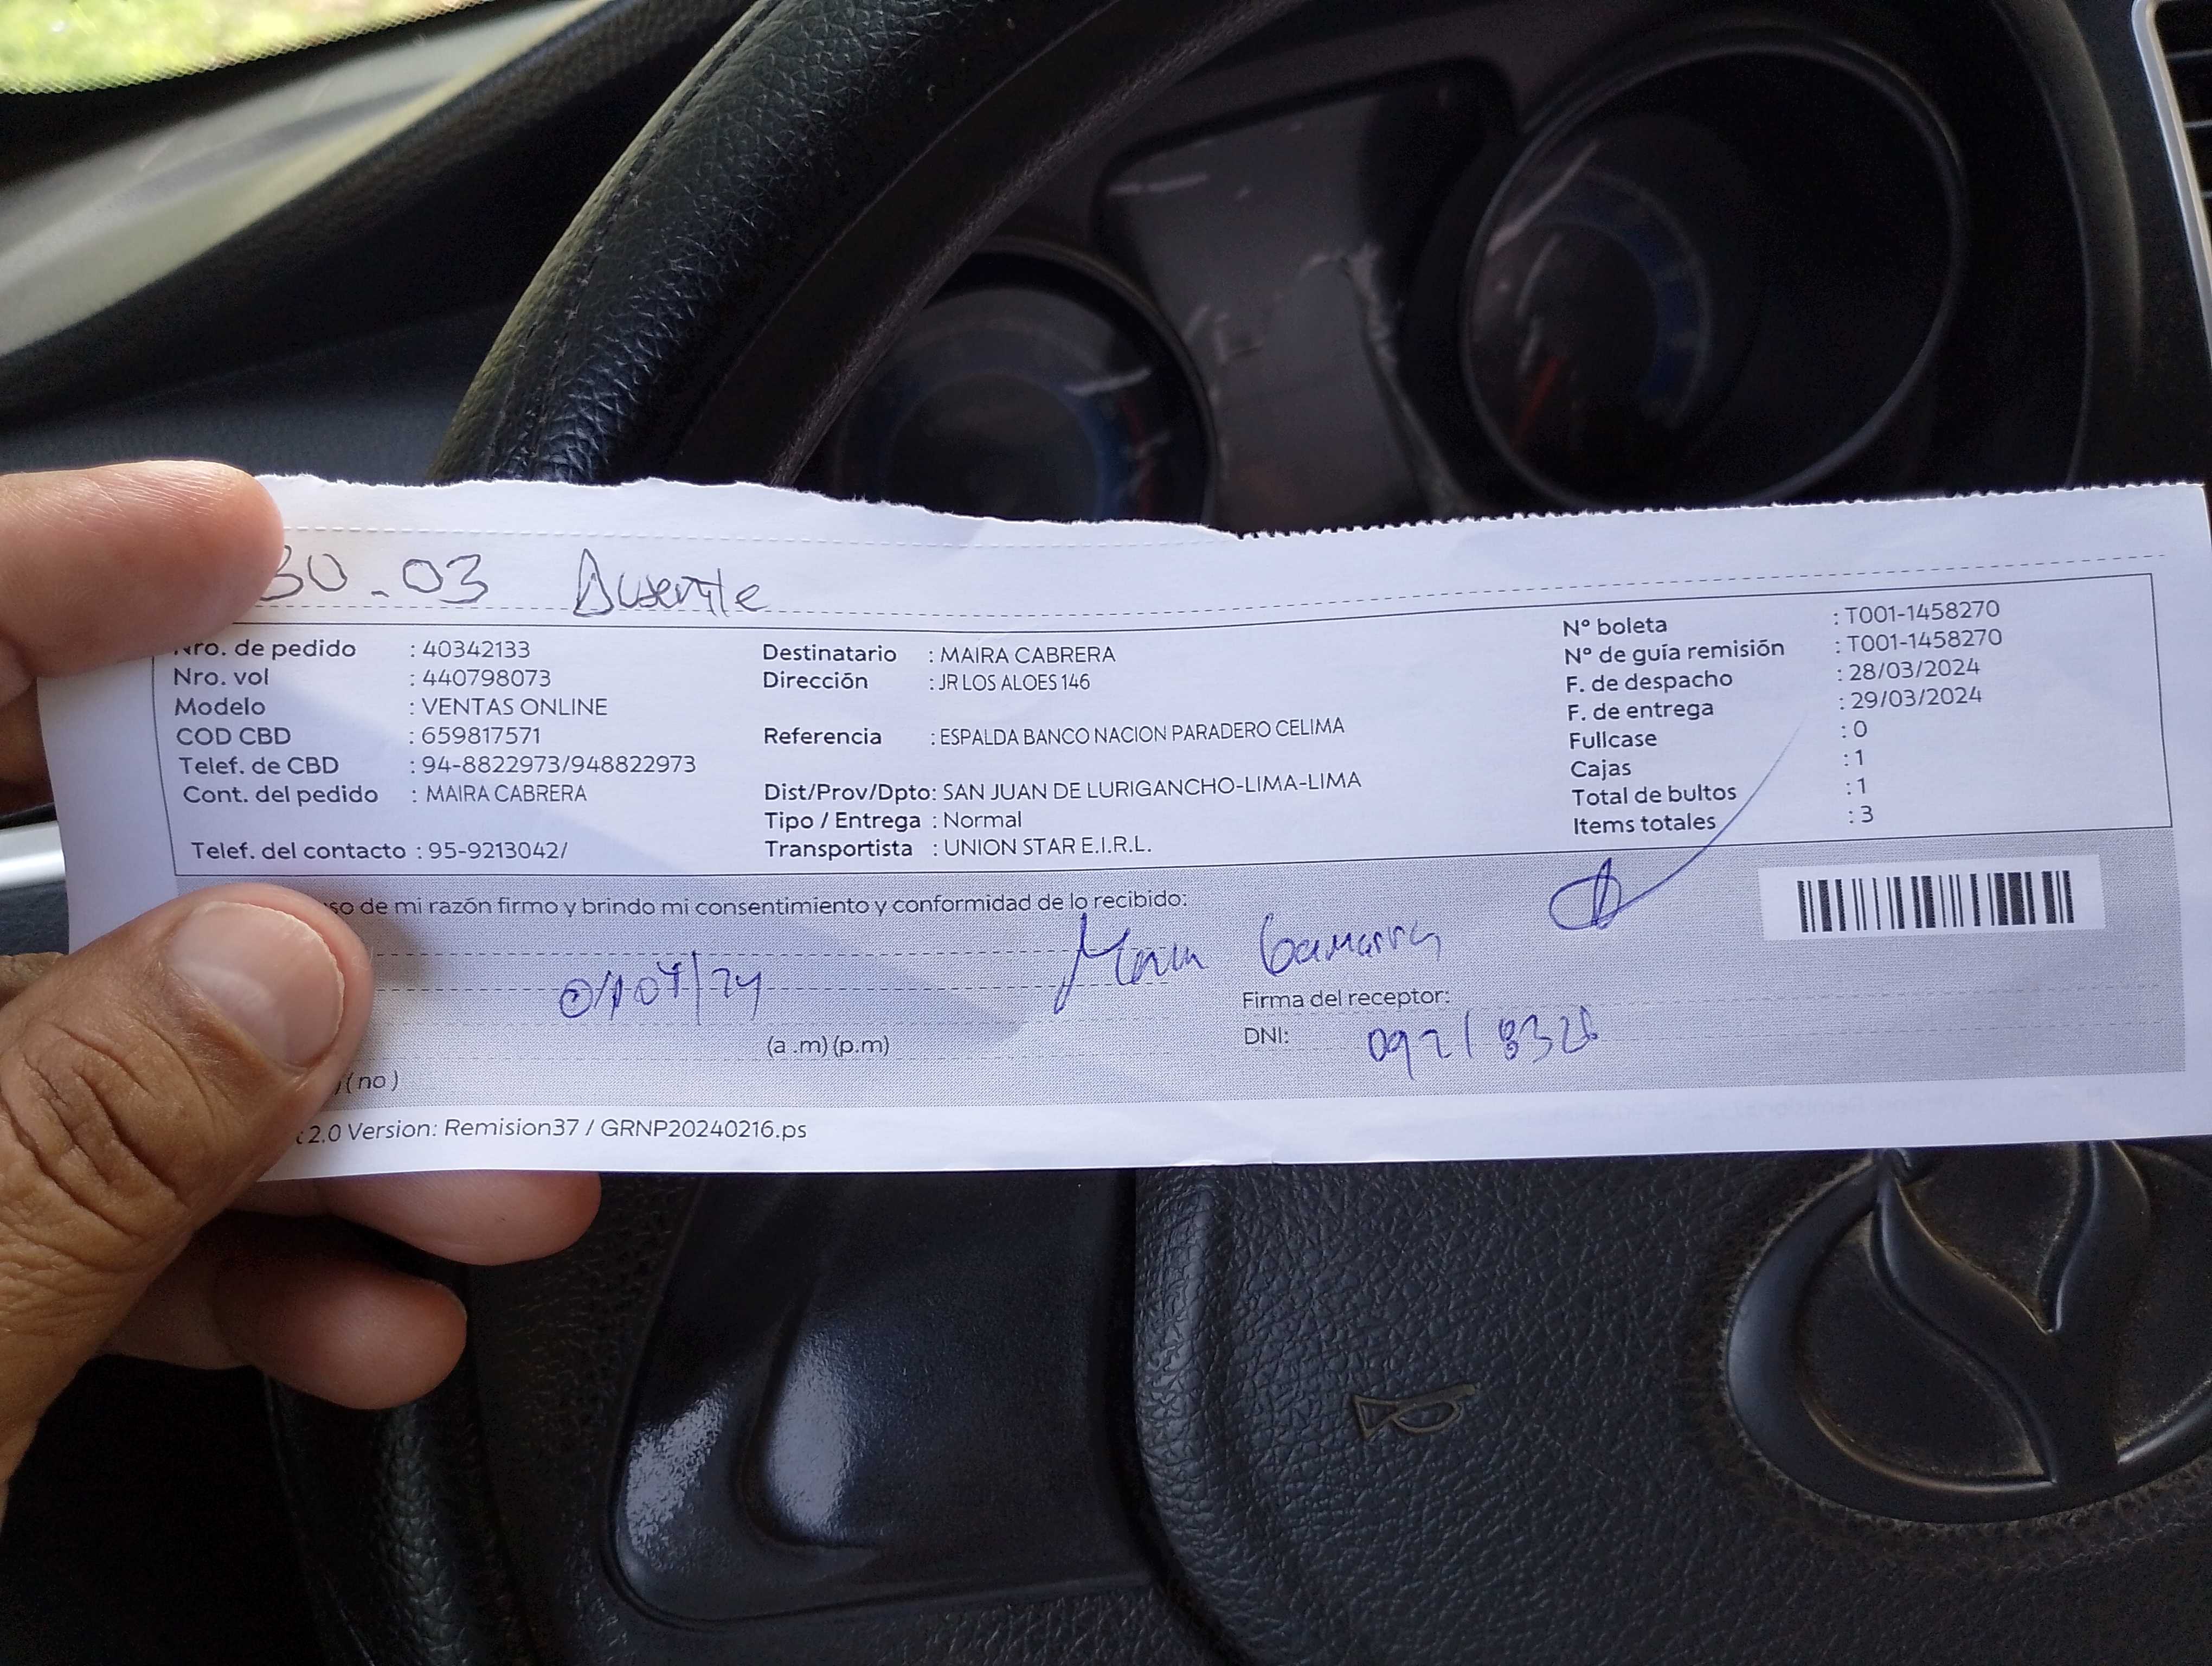 30.03 Ausente
Nro. de pedido : 40342133
Nro. vol : 440798073
Modelo : VENTAS ONLINE
COD CBD : 659817571
Telef. de CBD : 94-8822973/948822973
Cont. del pedido : MAIRA CABRERA
Telef. del contacto : 95-9213042/
Destinatario : MAIRA CABRERA
Dirección : JR LOS ALOES 146
Referencia : ESPALDA BANCO NACION PARADERO CELIMA
Dist/Prov/Dpto: SAN JUAN DE LURIGANCHO-LIMA-LIMA
Tipo / Entrega : Normal
Transportista : UNION STAR E.I.R.L.
N° boleta : T001-1458270
N° de guía remisión : T001-1458270
F. de despacho : 28/03/2024
F. de entrega : 29/03/2024
Fullcase : 0
Cajas : 1
Total de bultos : 1
Items totales : 3
so de mi razón firmo y brindo mi consentimiento y conformidad de lo recibido:
01/04/24
(a .m) (p.m)
Firma del receptor:
DNI:
) ( no )
2.0 Version: Remision37 / GRNP20240216.ps